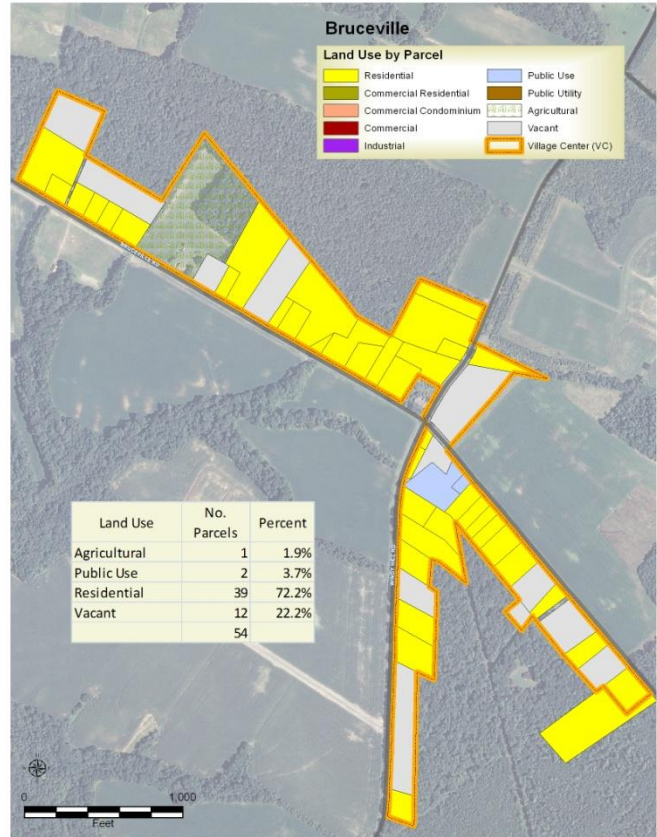 Bruceville
Land Use by Parcel
Residential
Commercial Residential
Commercial Condominium
Commercial
Industrial
Public Use
Public Utility
Agricultural
Vacant
Village Center (VC)
Land Use No. Parcels Percent
Agricultural 1 1.9%
Public Use 2 3.7%
Residential 39 72.2%
Vacant 12 22.2%
54
0 1,000
Feet